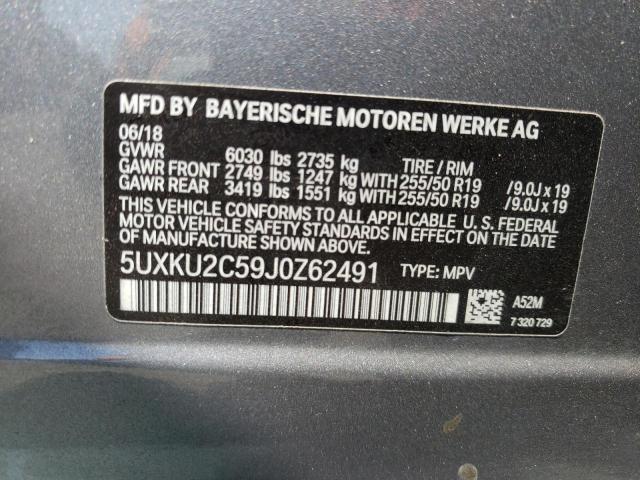 MFD BY BAYERISCHE MOTOREN WERKE AG
06/18
GVWR 6030 lbs 2735 kg TIRE / RIM
GAWR FRONT 2749 lbs 1247 kg WITH 255/50 R19 /9.0J x 19
GAWR REAR 3419 lbs 1551 kg WITH 255/50 R19 /9.0J x 19
THIS VEHICLE CONFORMS TO ALL APPLICABLE U. S. FEDERAL
MOTOR VEHICLE SAFETY STANDARDS IN EFFECT ON THE
DATE OF MANUFACTURE SHOWN ABOVE.
5UXKU2C59J0Z62491 TYPE: MPV
A52M
7 320 729